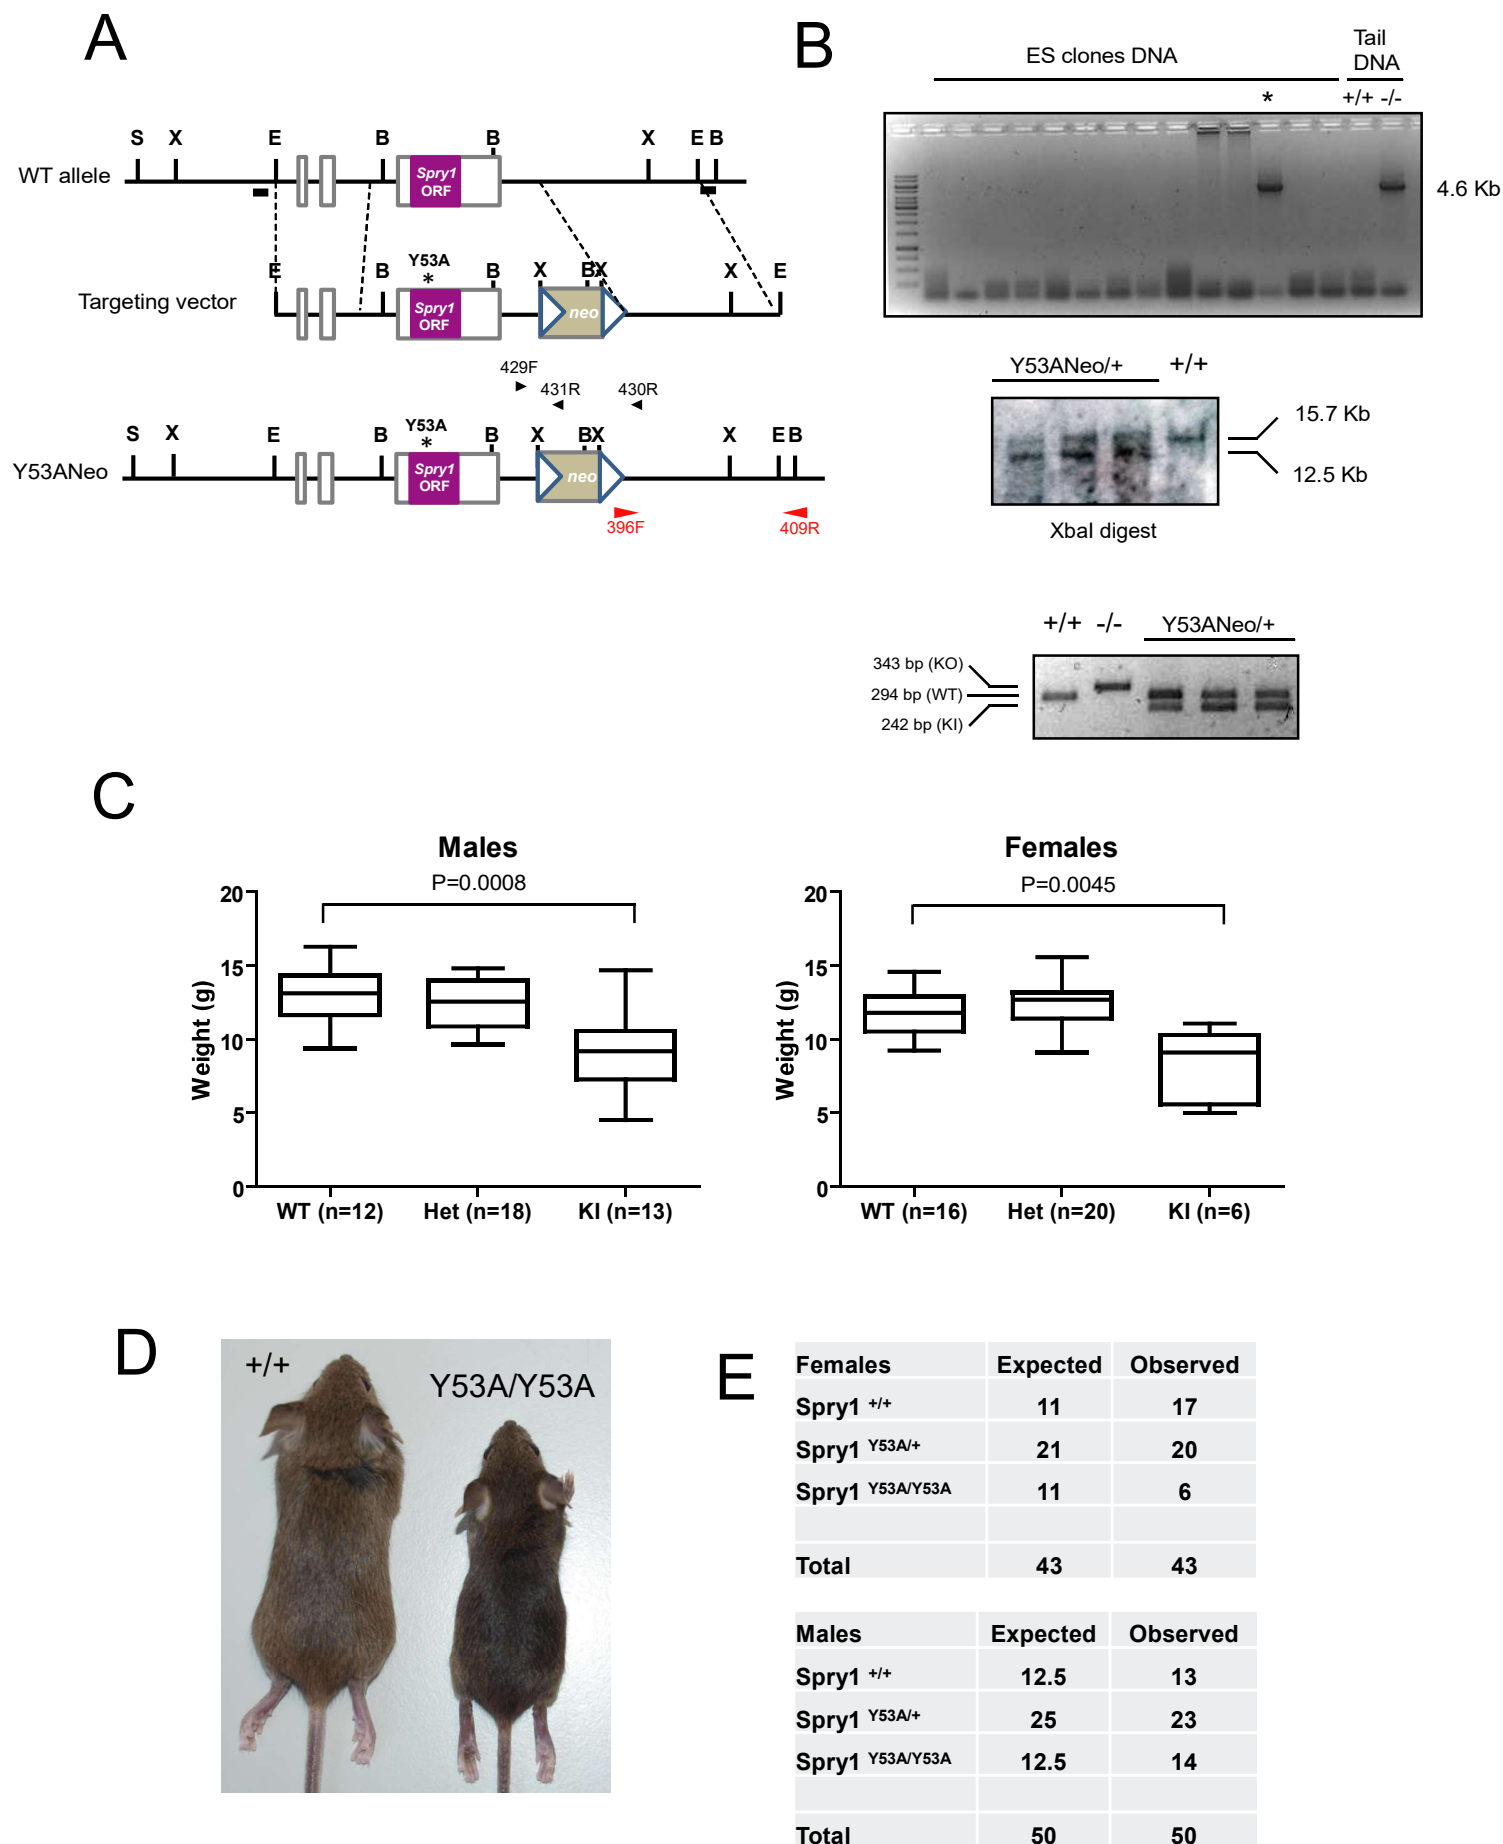 A
S X E B B X E B
WT allele
Spry1
ORF
E B Y53A B X B X X E
*
Targeting vector
Spry1
ORF
neo
429F
431R 430R
S X E B Y53A B X B X X E B
*
Y53ANeo
Spry1
ORF
neo
396F 409R
B
ES clones DNA
Tail
DNA
* +/+ -/-
4.6 Kb
Y53ANeo/+ +/+
15.7 Kb
12.5 Kb
XbaI digest
+/+ -/- Y53ANeo/+
343 bp (KO)
294 bp (WT)
242 bp (KI)
C
Males
P=0.0008
Weight (g)
20
15
10
5
0
WT (n=12) Het (n=18) KI (n=13)
Females
P=0.0045
Weight (g)
20
15
10
5
0
WT (n=16) Het (n=20) KI (n=6)
D
+/+
Y53A/Y53A
E
Females Expected Observed
Spry1 +/+ 11 17
Spry1 Y53A/+ 21 20
Spry1 Y53A/Y53A 11 6
Total 43 43
Males Expected Observed
Spry1 +/+ 12.5 13
Spry1 Y53A/+ 25 23
Spry1 Y53A/Y53A 12.5 14
Total 50 50